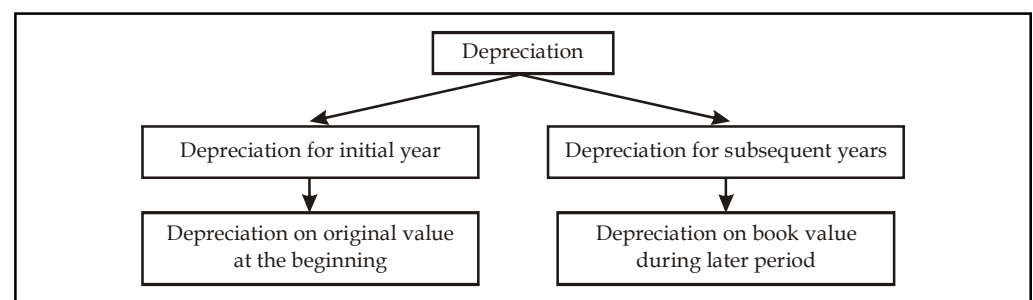 Depreciation
Depreciation for initial year
Depreciation for subsequent years
Depreciation on original value
at the beginning
Depreciation on book value
during later period